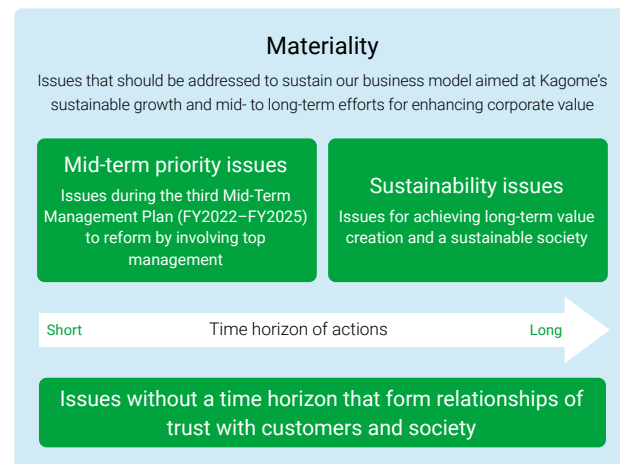 Materiality
Issues that should be addressed to sustain our business model aimed at Kagome’s
sustainable growth and mid- to long-term efforts for enhancing corporate value
Mid-term priority issues
Issues during the third Mid-Term
Management Plan (FY2022–FY2025)
to reform by involving top
management
Sustainability issues
Issues for achieving long-term value
creation and a sustainable society
Short
Time horizon of actions
Long
Issues without a time horizon that form relationships of
trust with customers and society